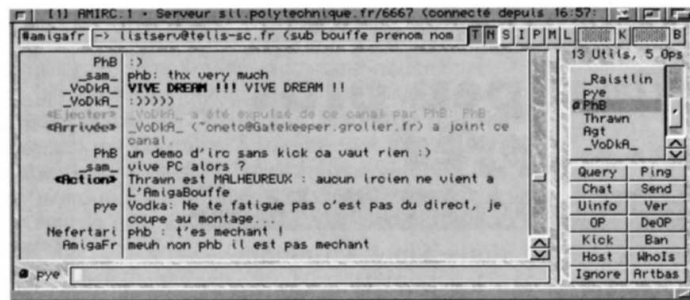 [1] AMIRC.1 • Serveur sil.polytechnique.fr/6667 (connecté depuis 16:57:
#amigafr -> listserv@telis-sc.fr (sub bouffe prenom nom T N S I P M L K B
13 Utils, 5 Ops
PhB :)
_sam_ phb: thx very much
_VoDkA_ VIVE DREAM !!! VIVE DREAM !!
_VoDkA_ :)))))
<Ejecter> _VoDkA_ a été expulsé de ce canal par PhB: PhB
<Arrivée> _VoDkA_ ("oneto@Gatekeeper.grolier.fr) a joint ce
canal.
PhB un demo d'irc sans kick ca vaut rien :)
_sam_ vive PC alors ?
<Action> Thrawn est MALHEUREUX : aucun ircien ne vient a
L'AmigaBouffe
pye Vodka: Ne te fatigue pas c'est pas du direct, je
coupe au montage...
Nefertari phb : t'es mechant !
AmigaFr meuh non phb il est pas mechant
pye
_Raistlin
pye
PhB
Thrawn
Agt
_VoDkA_
Query Ping
Chat Send
Uinfo Ver
OP DeOP
Kick Ban
Host WhoIs
Ignore Artbas